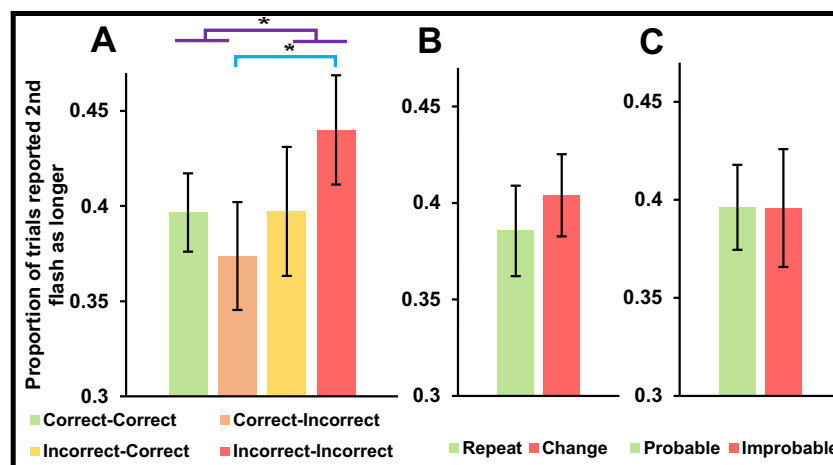 A
*
*
B
C
Proportion of trials reported 2nd
flash as longer
0.45
0.4
0.35
0.3
0.45
0.4
0.35
0.3
0.45
0.4
0.35
0.3
Correct-Correct
Correct-Incorrect
Incorrect-Correct
Incorrect-Incorrect
Repeat
Change
Probable
Improbable